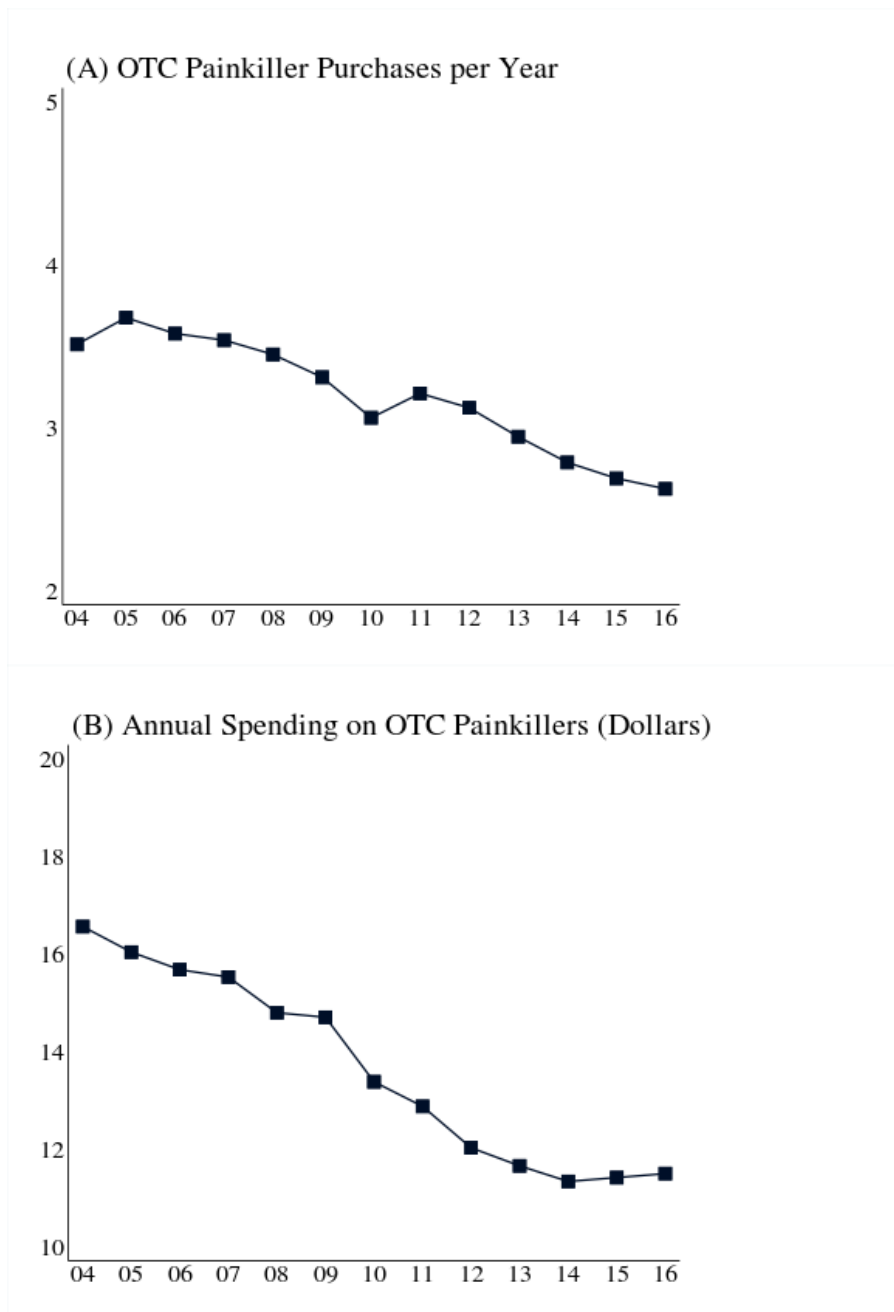 (A) OTC Painkiller Purchases per Year
5
4
3
2
04 05 06 07 08 09 10 11 12 13 14 15 16
(B) Annual Spending on OTC Painkillers (Dollars)
20
18
16
14
12
10
04 05 06 07 08 09 10 11 12 13 14 15 16